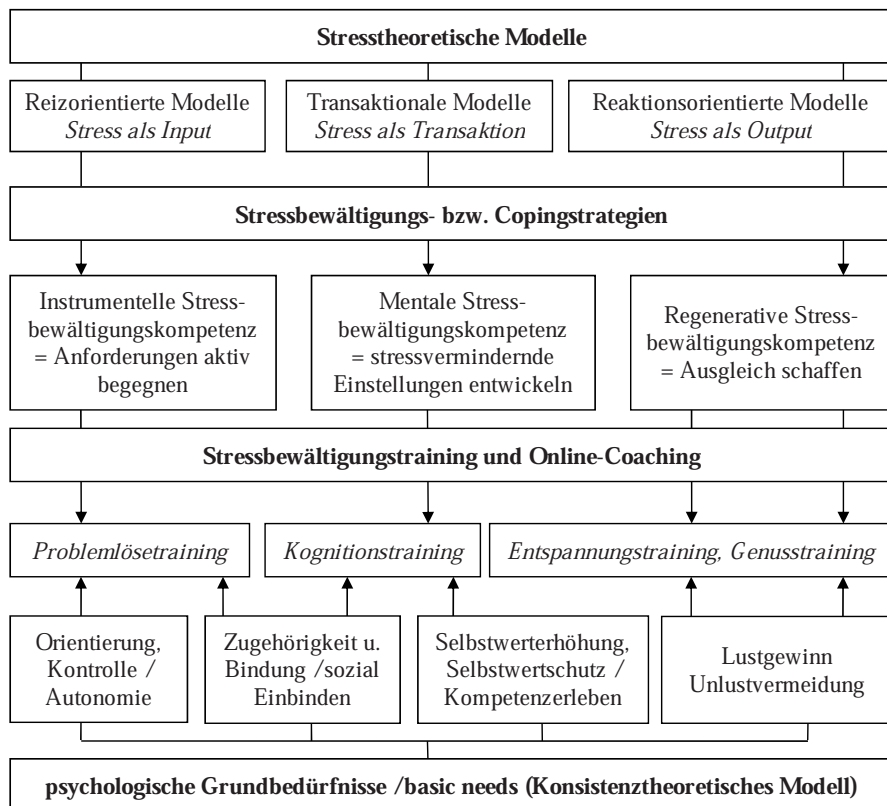 Stresstheoretische Modelle
Reizorientierte Modelle
Stress als Input
Transaktionale Modelle
Stress als Transaktion
Reaktionsorientierte Modelle
Stress als Output
Stressbewältigungs- bzw. Copingstrategien
Instrumentelle Stress-
bewältigungskompetenz
= Anforderungen aktiv
begegnen
Mentale Stress-
bewältigungskompetenz
= stressvermindernde
Einstellungen entwickeln
Regenerative Stress-
bewältigungskompetenz
= Ausgleich schaffen
Stressbewältigungstraining und Online-Coaching
Problemlösetraining
Kognitionstraining
Entspannungstraining, Genusstraining
Orientierung,
Kontrolle /
Autonomie
Zugehörigkeit u.
Bindung /sozial
Einbinden
Selbstwerterhöhung,
Selbstwertschutz /
Kompetenzerleben
Lustgewinn
Unlustvermeidung
psychologische Grundbedürfnisse /basic needs (Konsistenztheoretisches Modell)